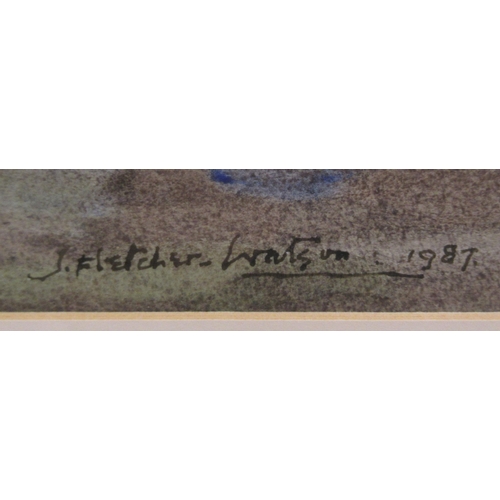 J. Fletcher-Watson . 1987.